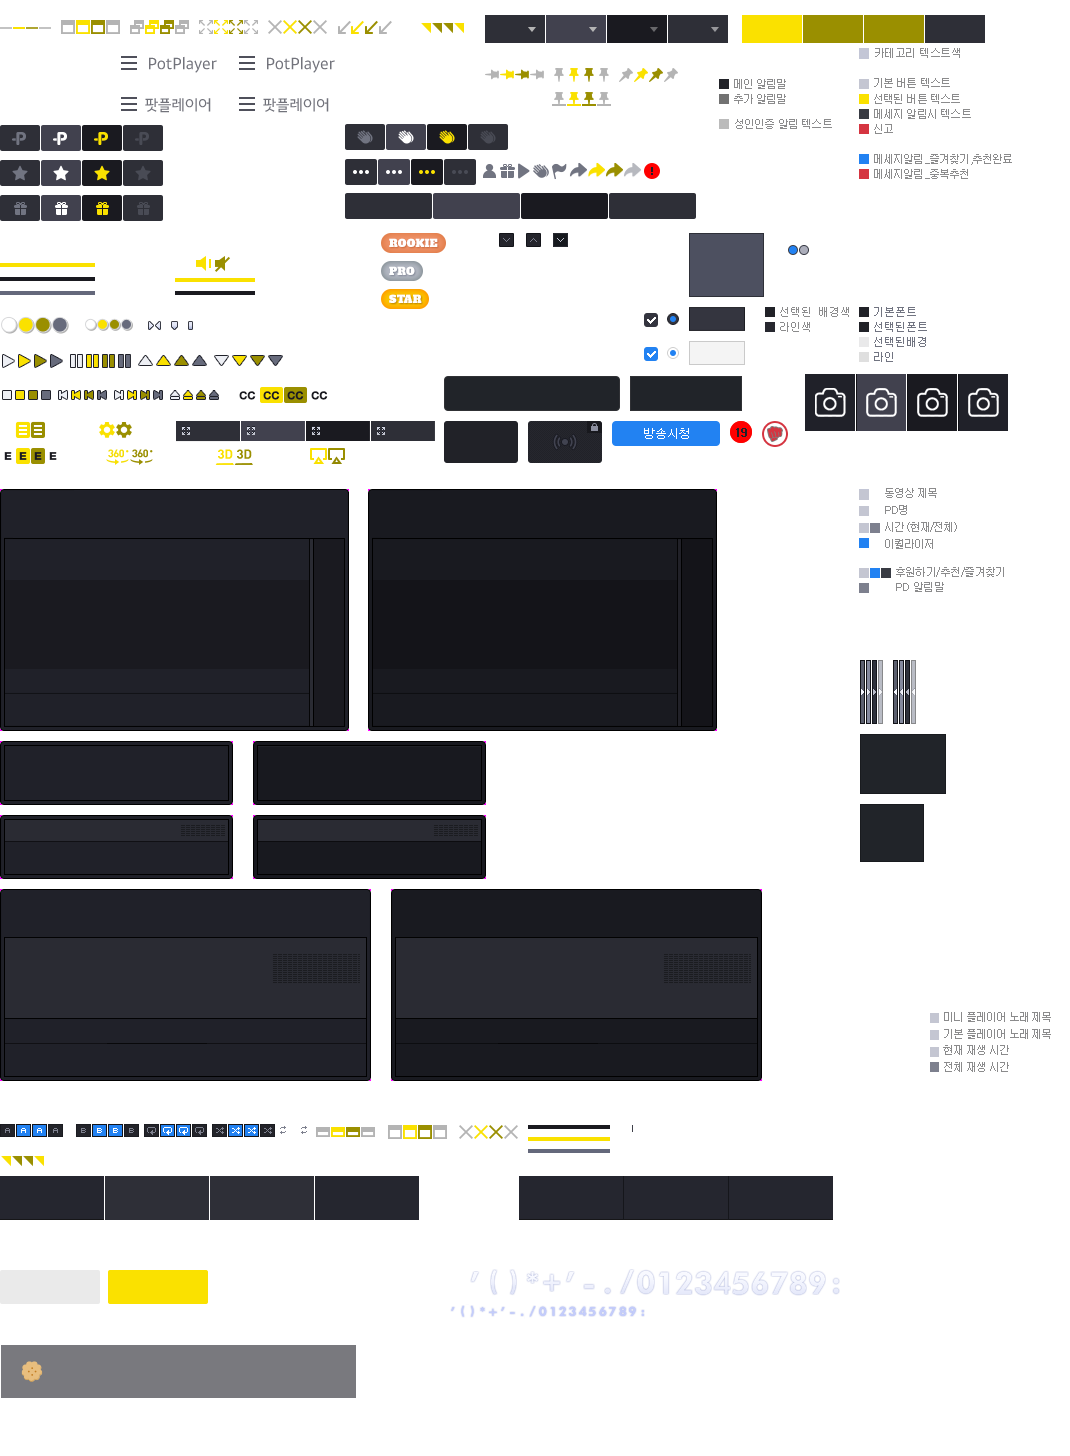 PotPlayer PotPlayer
팟플레이어 팟플레이어
카테고리 텍스트색
메인 알림말
추가 알림말
성인인증 알림 텍스트
기본 버튼 텍스트
선택된 버튼 텍스트
메세지 알림시 텍스트
신고
메세지알림_즐겨찾기,추천완료
메세지알림_중복추천
-P -P -P -P
ROOKIE
PRO
STAR
선택된 배경색
라인색
기본폰트
선택된폰트
선택된배경
라인
CC CC CC CC
E E E E
360° 360°
3D 3D
방송시청
19
동영상 제목
PD명
시간 (현재/전체)
이퀄라이저
후원하기/추천/즐겨찾기
PD 알림말
미니 플레이어 노래 제목
기본 플레이어 노래 제목
현재 재생 시간
전체 재생 시간
A A A A B B B B
'()*+'-./0123456789:
'()*+'-./0123456789: